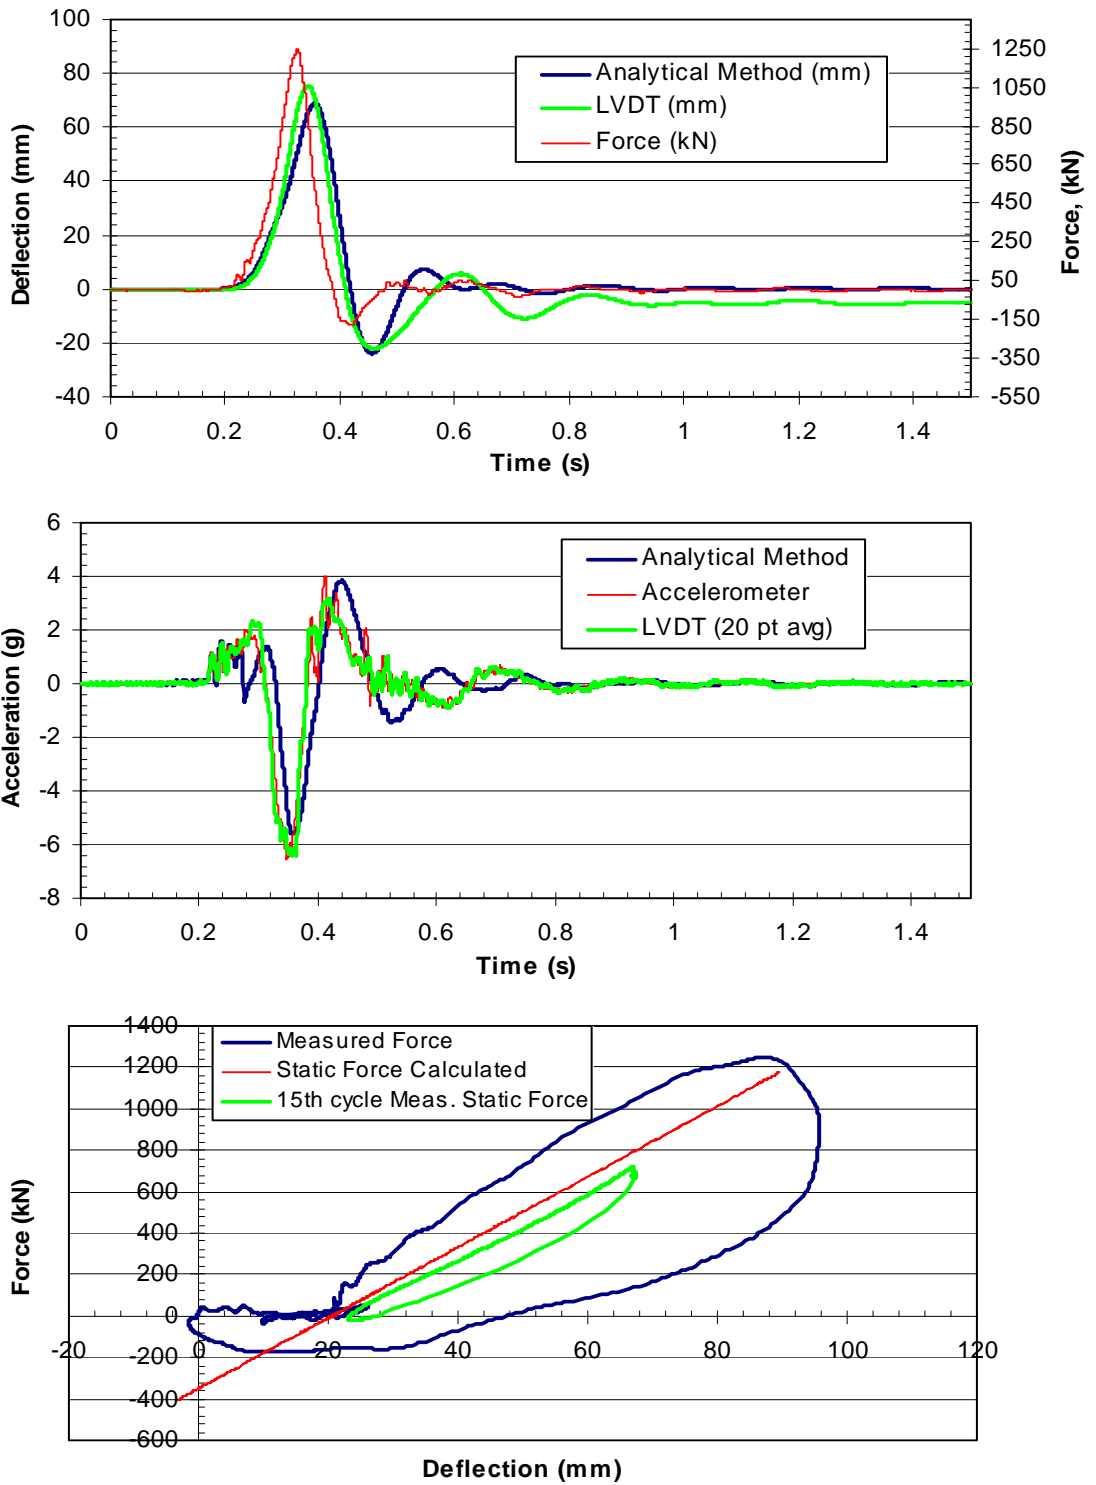 100
80
60
40
20
0
-20
-40
Deflection (mm)
1250
1050
850
650
450
250
50
-150
-350
-550
Force, (kN)
Analytical Method (mm)
LVDT (mm)
Force (kN)
0 0.2 0.4 0.6 0.8 1 1.2 1.4
Time (s)
6
4
2
0
-2
-4
-6
-8
Acceleration (g)
Analytical Method
Accelerometer
LVDT (20 pt avg)
0 0.2 0.4 0.6 0.8 1 1.2 1.4
Time (s)
1400
1200
1000
800
600
400
200
0
-200
-400
-600
Force (kN)
Measured Force
Static Force Calculated
15th cycle Meas. Static Force
-20 0 20 40 60 80 100 120
Deflection (mm)